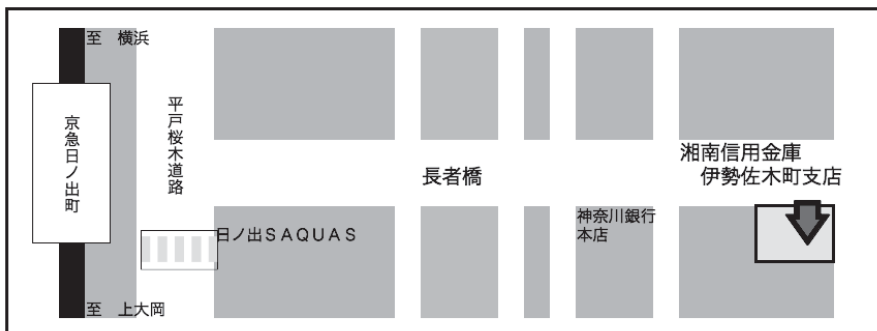 至　横浜
京急日ノ出町
平戸桜木道路
長者橋
湘南信用金庫
伊勢佐木町支店
日ノ出ＳＡＱＵＡＳ
神奈川銀行
本店
至　上大岡